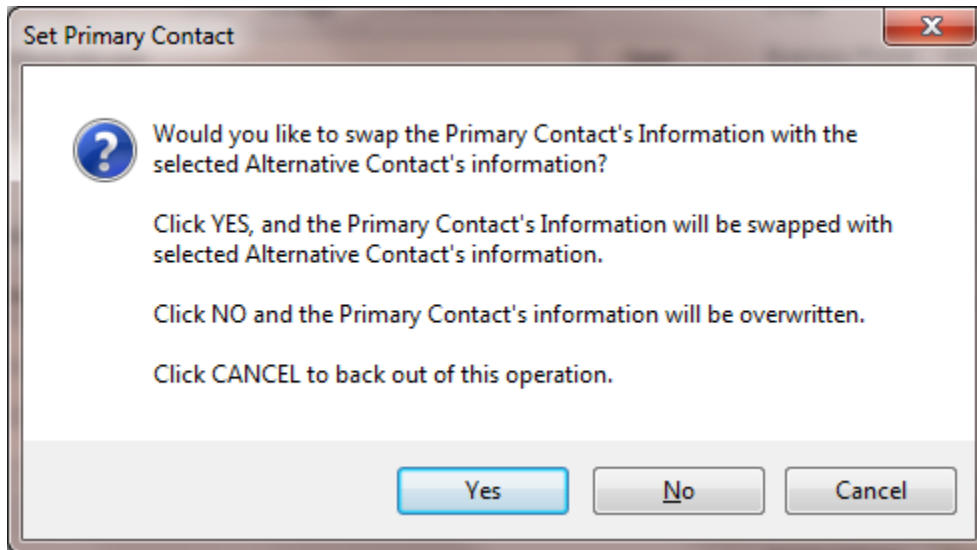 Set Primary Contact
Would you like to swap the Primary Contact's Information with the
selected Alternative Contact's information?
Click YES, and the Primary Contact's Information will be swapped with
selected Alternative Contact's information.
Click NO and the Primary Contact's information will be overwritten.
Click CANCEL to back out of this operation.
Yes No Cancel